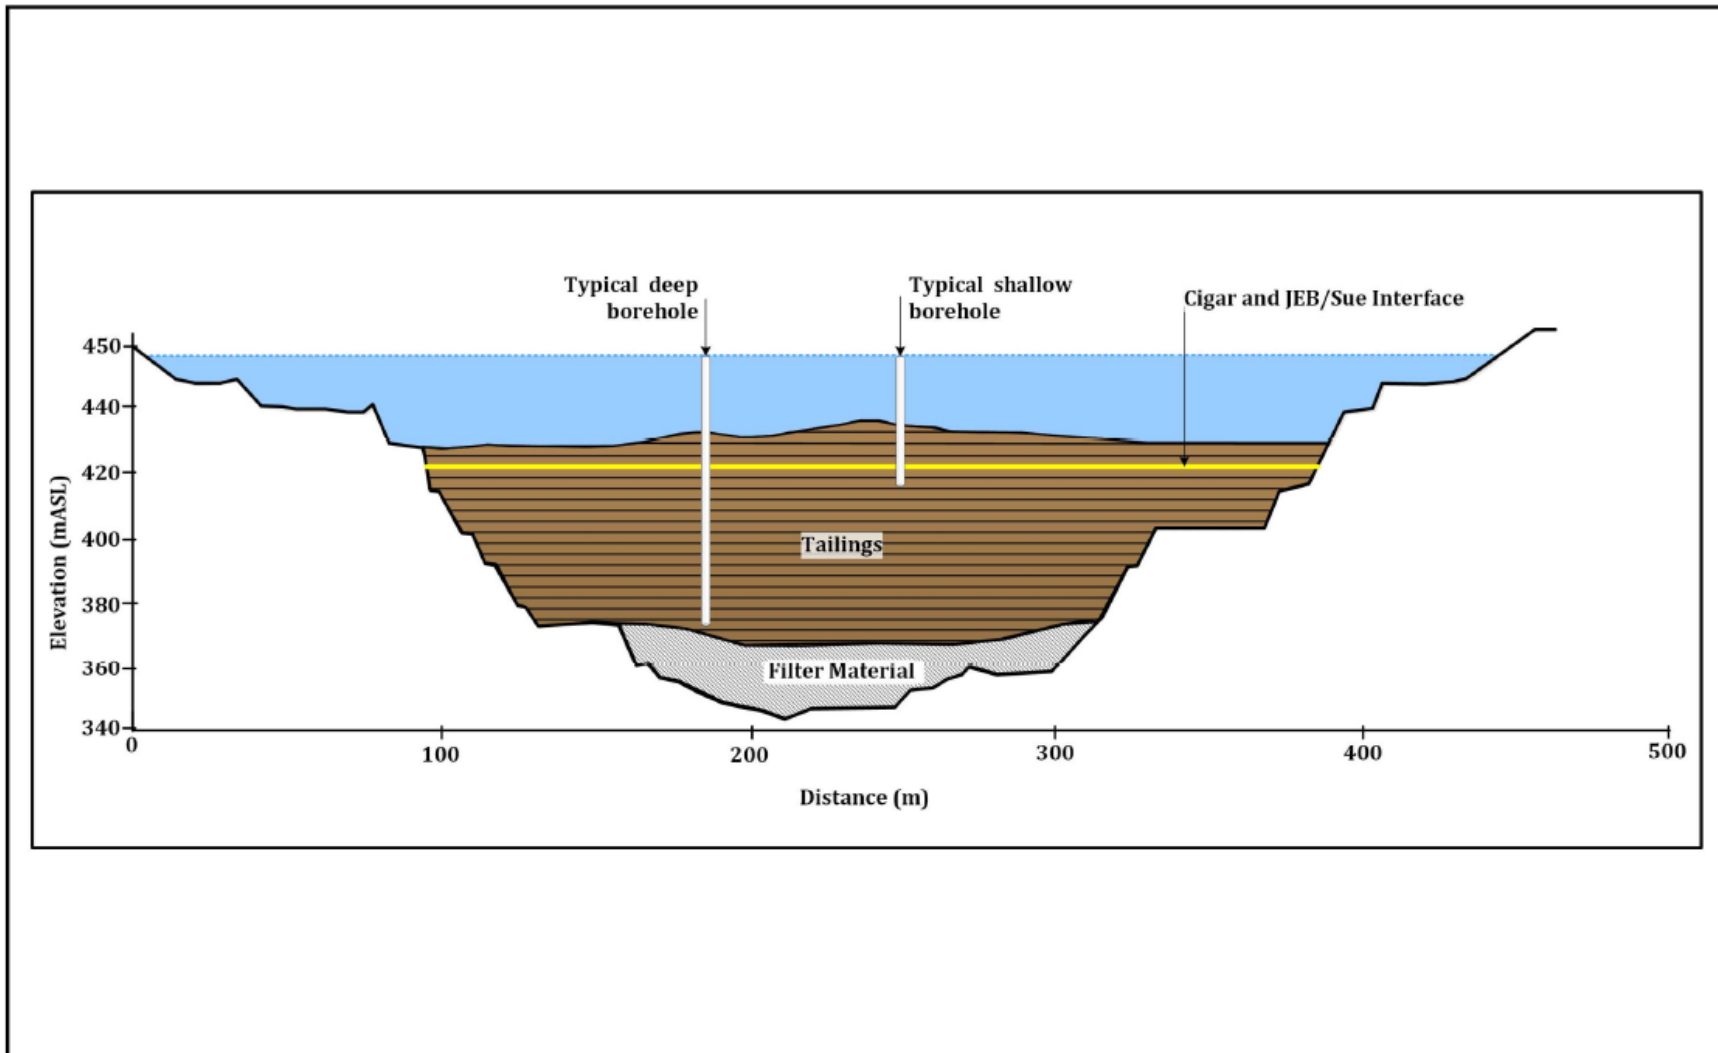 Typical deep
borehole
Typical shallow
borehole
Cigar and JEB/Sue Interface
450
440
420
400
380
360
340
Elevation (mASL)
Tailings
Filter Material
0
100
200
300
400
500
Distance (m)